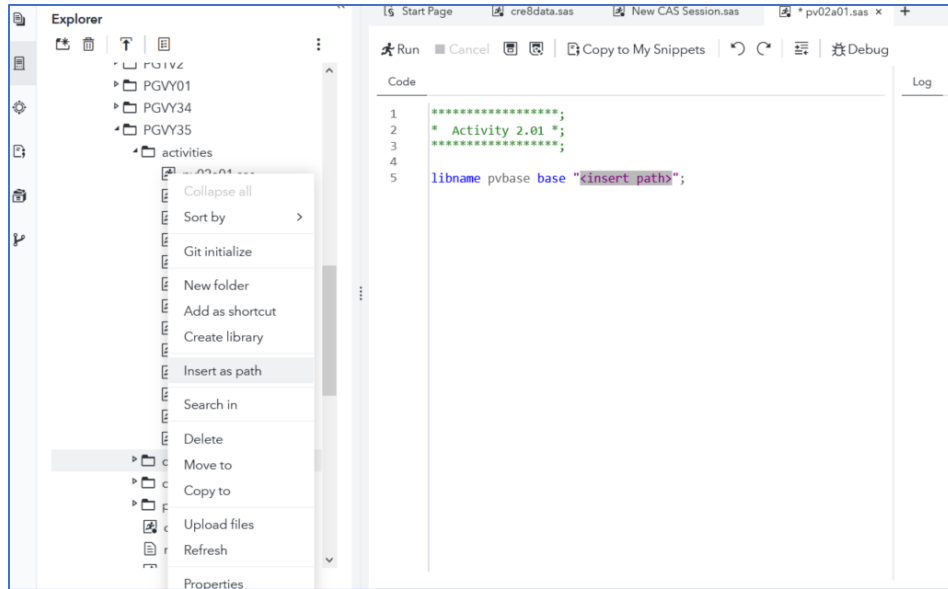 Explorer
PG1V2
PGVY01
PGVY34
PGVY35
activities
pv02a01.sas
Collapse all
Sort by
Git initialize
New folder
Add as shortcut
Create library
Insert as path
Search in
Delete
Move to
Copy to
Upload files
Refresh
Properties
c
c
p
Start Page cre8data.sas New CAS Session.sas * pv02a01.sas × +
Run Cancel Copy to My Snippets Debug
Code Log
1 ******************;
2 * Activity 2.01 *;
3 ******************;
4
5 libname pvbase base "<insert path>";